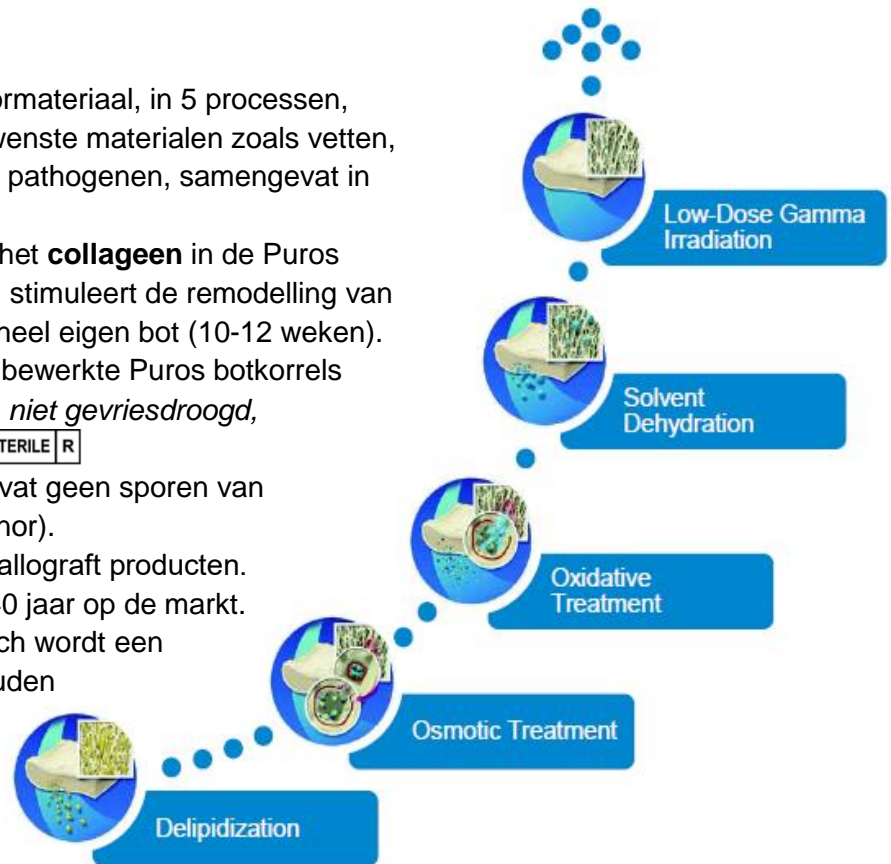 ormateriaal, in 5 processen,
wenste materialen zoals vetten,
pathogenen, samengevat in
het collageen in de Puros
stimuleert de remodelling van
heel eigen bot (10-12 weken).
bewerkte Puros botkorrels
niet gevriesdroogd,
TERILE R
vat geen sporen van
nor).
allograft producten.
0 jaar op de markt.
ch wordt een
uden
Low-Dose Gamma
Irradiation
Solvent
Dehydration
Oxidative
Treatment
Osmotic Treatment
Delipidization